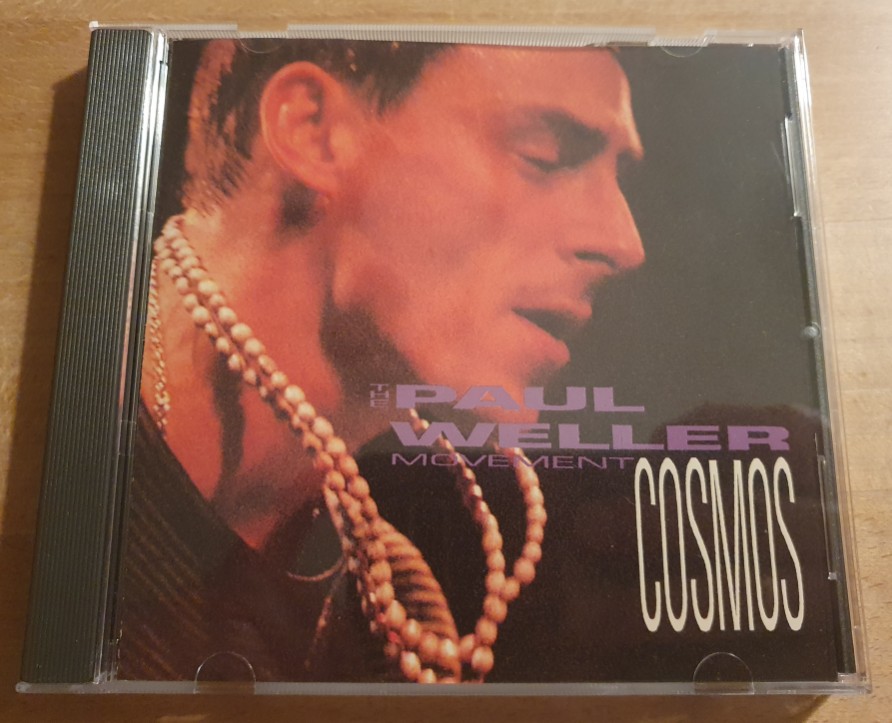 THE PAUL
WELLER
MOVEMENT
COSMOS